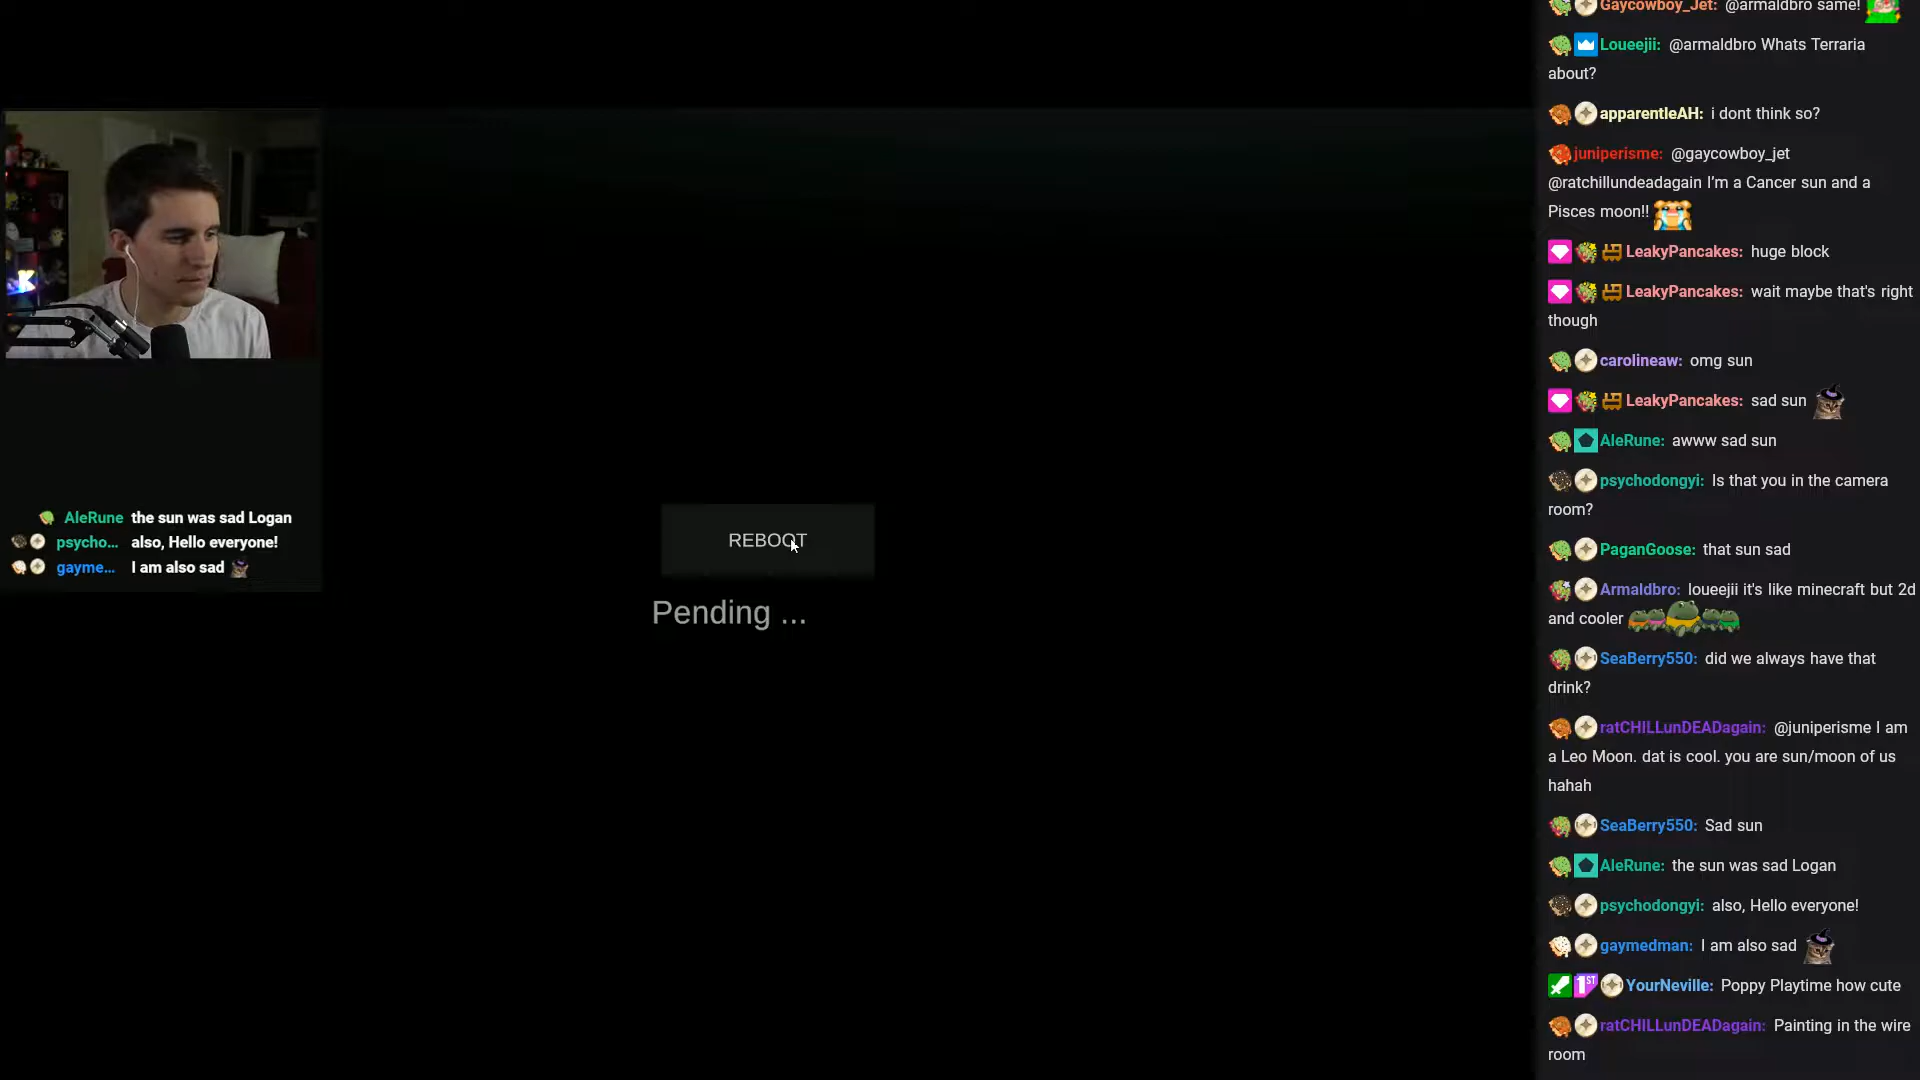 AleRune the sun was sad Logan
psycho... also, Hello everyone!
gayme... I am also sad
REBOOT
Pending ...
Gaycowboy_Jet: @armaldbro same!
Loueejii: @armaldbro Whats Terraria
about?
apparentleAH: i dont think so?
juniperisme: @gaycowboy_jet
@ratchillundeadagain I'm a Cancer sun and a
Pisces moon!!
LeakyPancakes: huge block
LeakyPancakes: wait maybe that's right
though
carolineaw: omg sun
LeakyPancakes: sad sun
AleRune: awww sad sun
psychodongyi: Is that you in the camera
room?
PaganGoose: that sun sad
Armaldbro: loueejii it's like minecraft but 2d
and cooler
SeaBerry550: did we always have that
drink?
ratCHILLunDEADagain: @juniperisme I am
a Leo Moon. dat is cool. you are sun/moon of us
hahah
SeaBerry550: Sad sun
AleRune: the sun was sad Logan
psychodongyi: also, Hello everyone!
gaymedman: I am also sad
1ST YourNeville: Poppy Playtime how cute
ratCHILLunDEADagain: Painting in the wire
room